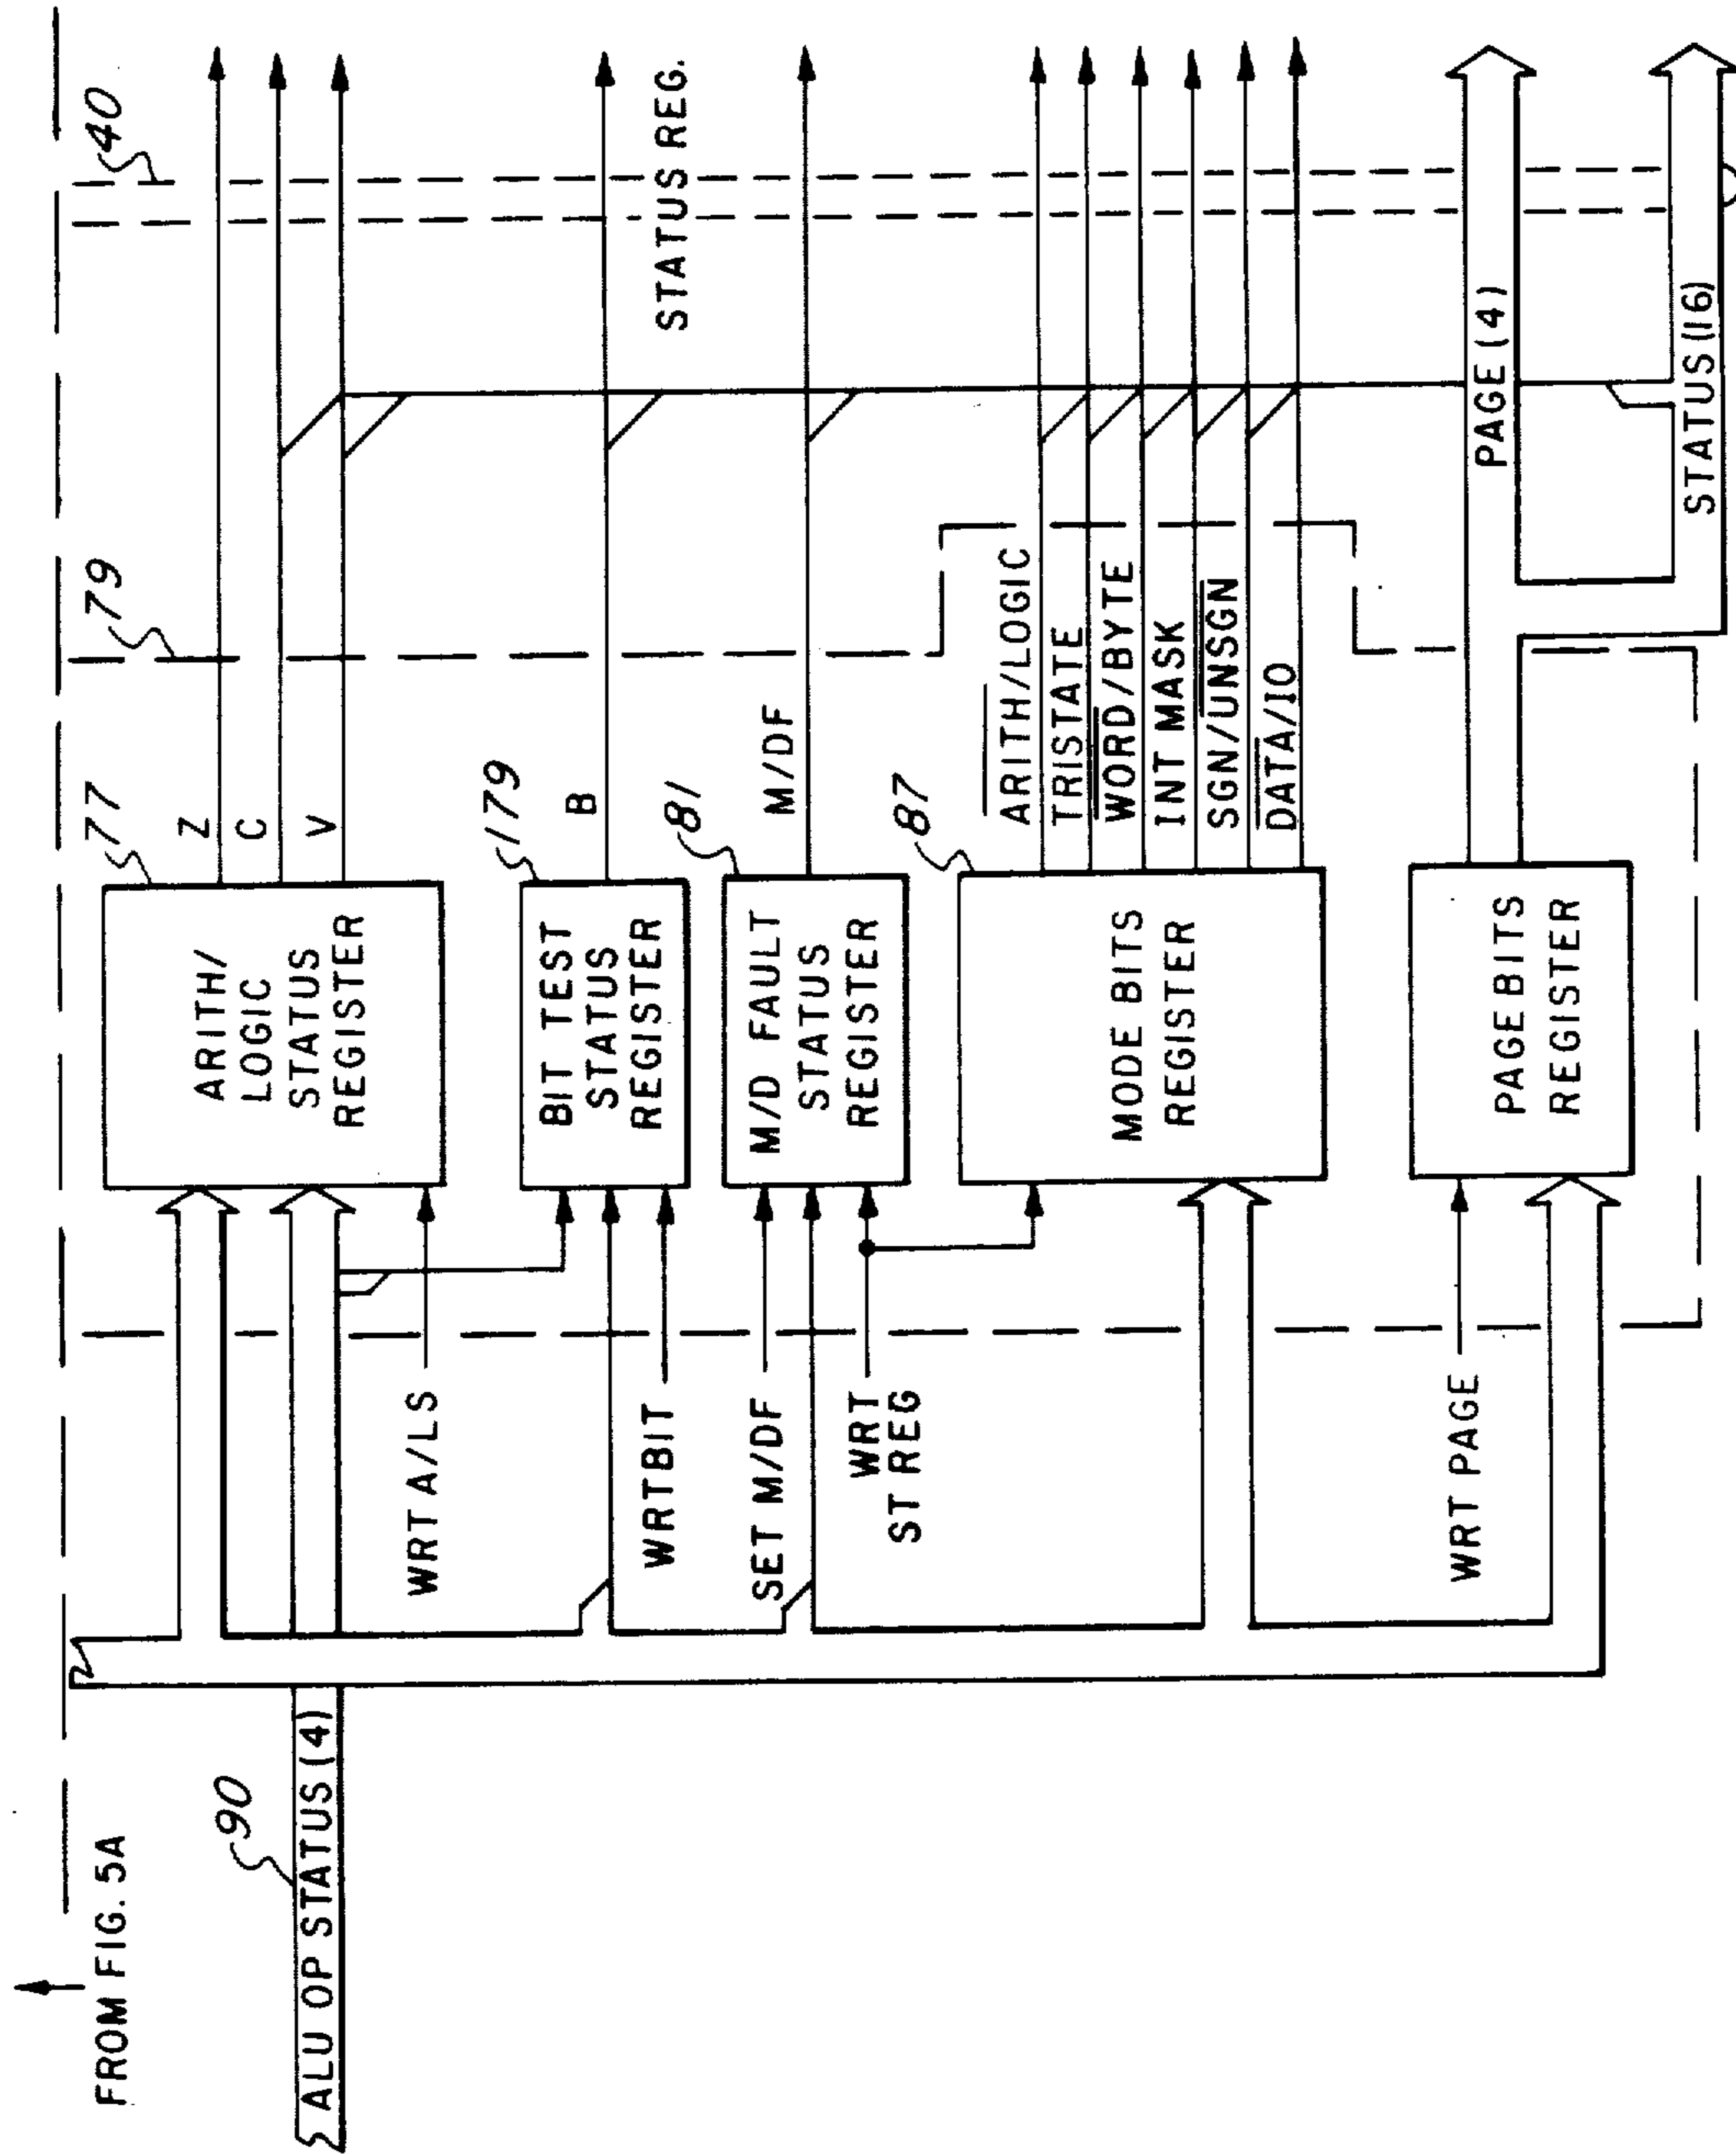 FROM FIG. 5A
90
ALU OP STATUS (4)
WRT A/LS
WRTBIT
SET M/DF
WRT
ST REG
WRT PAGE
77
ARITH/
LOGIC
STATUS
REGISTER
179
BIT TEST
STATUS
REGISTER
81
M/D FAULT
STATUS
REGISTER
87
MODE BITS
REGISTER
PAGE BITS
REGISTER
Z
C
V
B
M/DF
79
ARITH/LOGIC
TRISTATE
WORD/BYTE
INT MASK
SGN/UNSGN
DATA/IO
40
STATUS REG.
PAGE (4)
STATUS (16)